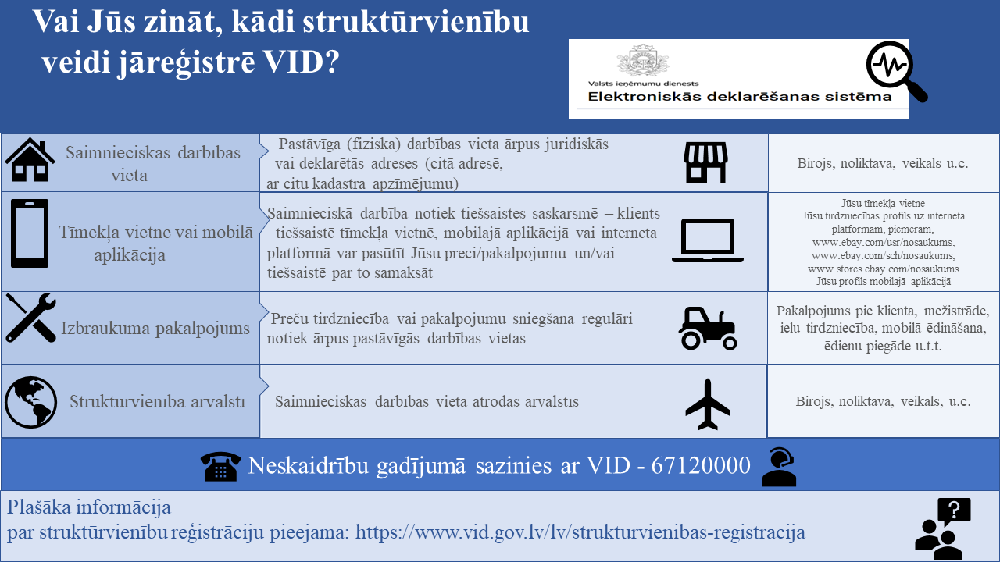 Vai Jūs zināt, kādi struktūrvienību
veidi jāreģistrē VID?
Valsts ieņēmumu dienests
Elektroniskās deklarēšanas sistēma
Saimnieciskās darbības
vieta
Pastāvīga (fiziska) darbības vieta ārpus juridiskās
vai deklarētās adreses (citā adresē,
ar citu kadastra apzīmējumu)
Birojs, noliktava, veikals u.c.
Tīmekļa vietne vai mobilā
aplikācija
Saimnieciskā darbība notiek tiešsaistes saskarsmē – klients
tiešsaistē tīmekļa vietnē, mobilajā aplikācijā vai interneta
platformā var pasūtīt Jūsu preci/pakalpojumu un/vai
tiešsaistē par to samaksāt
Jūsu tīmekļa vietne
Jūsu tirdzniecības profils uz interneta
platformām, piemēram,
www.ebay.com/usr/nosaukums,
www.ebay.com/sch/nosaukums,
www.stores.ebay.com/nosaukums
Jūsu profils mobilajā aplikācijā
Izbraukuma pakalpojums
Preču tirdzniecība vai pakalpojumu sniegšana regulāri
notiek ārpus pastāvīgās darbības vietas
Pakalpojums pie klienta, mežistrāde,
ielu tirdzniecība, mobilā ēdināšana,
ēdienu piegāde u.t.t.
Struktūrvienība ārvalstī
Saimnieciskās darbības vieta atrodas ārvalstīs
Birojs, noliktava, veikals, u.c.
Neskaidrību gadījumā sazinies ar VID - 67120000
Plašāka informācija
par struktūrvienību reģistrāciju pieejama: https://www.vid.gov.lv/lv/strukturvienibas-registracija
?